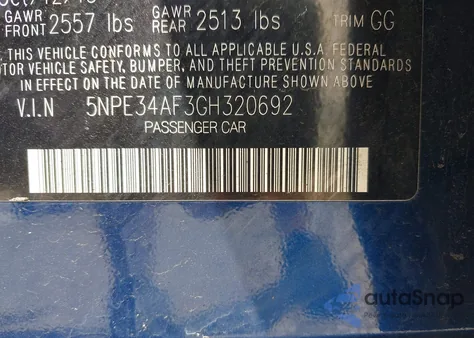 GAWR FRONT 2557 lbs GAWR REAR 2513 lbs TRIM GG
THIS VEHICLE CONFORMS TO ALL APPLICABLE U.S.A FEDERAL
MOTOR VEHICLE SAFETY, BUMPER, AND THEFT PREVENTION STANDARDS
IN EFFECT ON THE DATE OF MANUFACTURE SHOWN ABOVE
V.I.N 5NPE34AF3GH320692
PASSENGER CAR
autoSnap